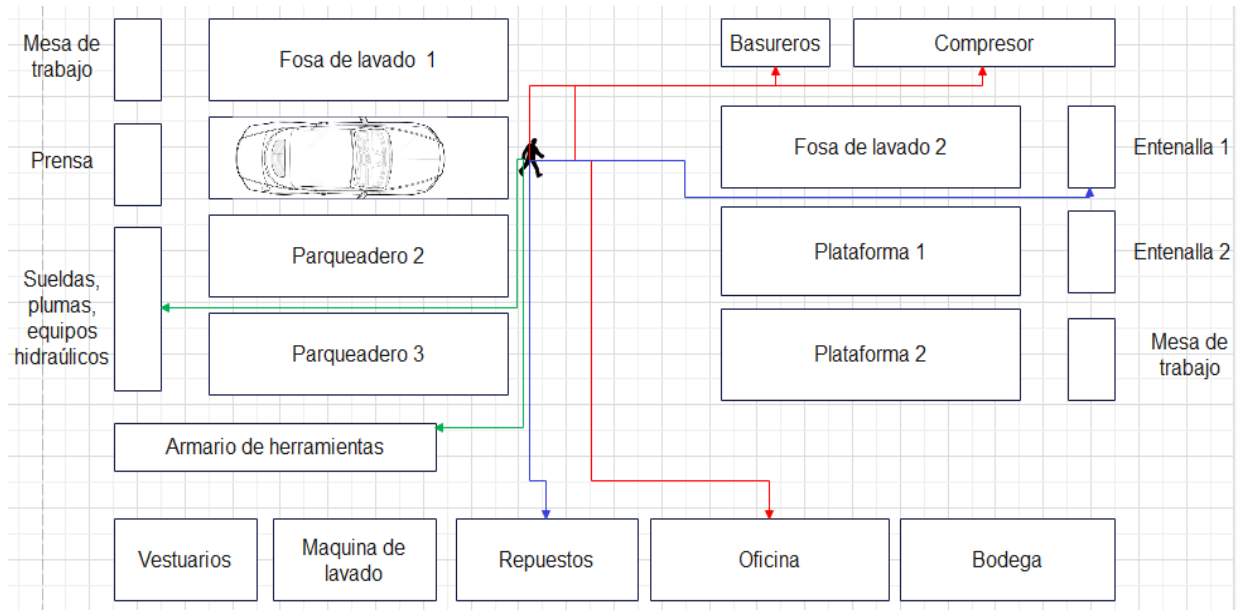 Mesa de
trabajo
Fosa de lavado 1
Basureros
Compresor
Prensa
Fosa de lavado 2
Entenalla 1
Sueldas,
plumas,
equipos
hidraúlicos
Parqueadero 2
Plataforma 1
Entenalla 2
Parqueadero 3
Plataforma 2
Mesa de
trabajo
Armario de herramientas
Vestuarios
Maquina de
lavado
Repuestos
Oficina
Bodega